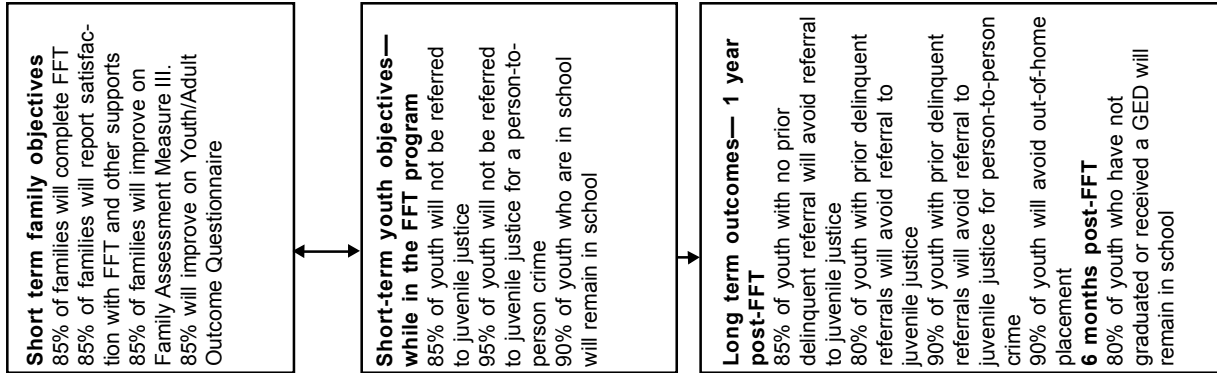 Short term family objectives
85% of families will complete FFT
85% of families will report satisfac-
tion with FFT and other supports
85% of families will improve on
Family Assessment Measure III.
85% will improve on Youth/Adult
Outcome Questionnaire
Short-term youth objectives—
while in the FFT program
85% of youth will not be referred
to juvenile justice
95% of youth will not be referred
to juvenile justice for a person-to-
person crime
90% of youth who are in school
will remain in school
Long term outcomes— 1 year
post-FFT
85% of youth with no prior
delinquent referral will avoid referral
to juvenile justice
80% of youth with prior delinquent
referrals will avoid referral to
juvenile justice
90% of youth with prior delinquent
referrals will avoid referral to
juvenile justice for person-to-person
crime
90% of youth will avoid out-of-home
placement
6 months post-FFT
80% of youth who have not
graduated or received a GED will
remain in school